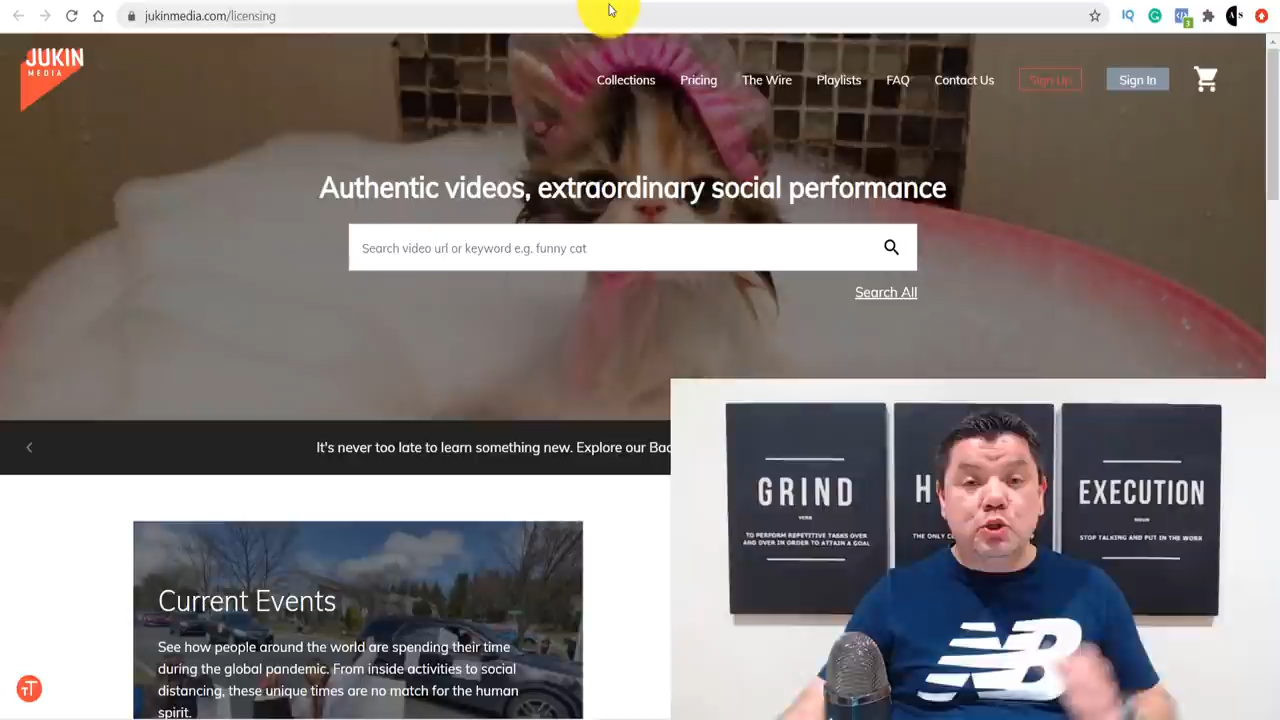 jukinmedia.com/licensing
JUKIN
MEDIA
Collections
Pricing
The Wire
Playlists
FAQ
Contact Us
Sign Up
Sign In
Authentic videos, extraordinary social performance
Search video url or keyword e.g. funny cat
Search All
It's never too late to learn something new. Explore our Bac
Current Events
See how people around the world are spending their time
during the global pandemic. From inside activities to social
distancing, these unique times are no match for the human
spirit.
GRIND
VERB
TO PERFORM REPETITIVE TASKS OVER
AND OVER IN ORDER TO ATTAIN A GOAL
H
THE ONLY C
EXECUTION
NOUN
STOP TALKING AND PUT IN THE WORK
NB